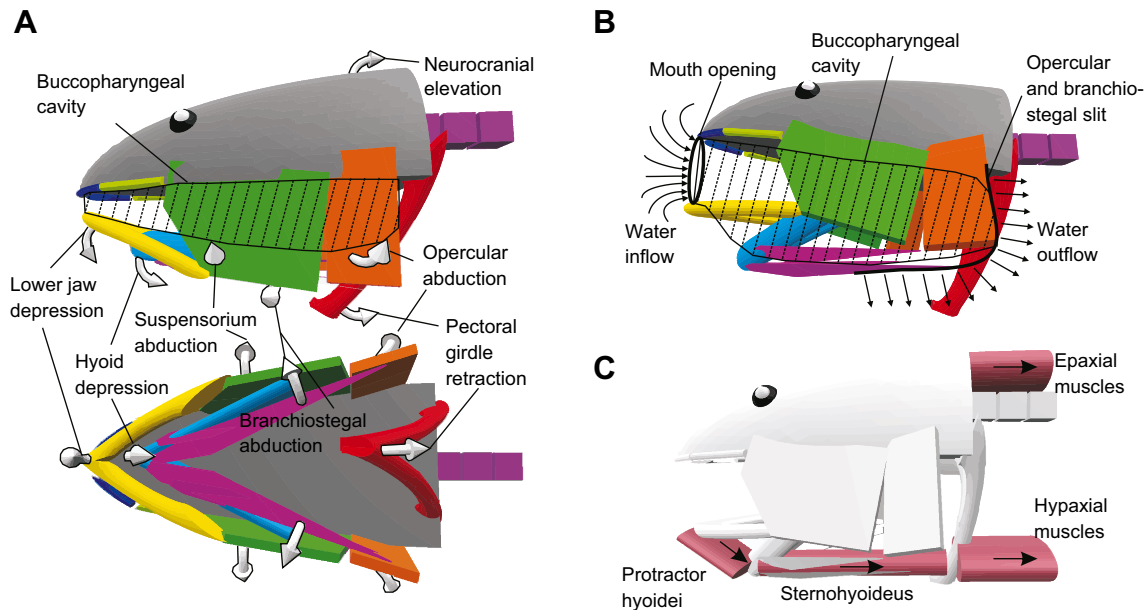 A
Neurocranial
elevation
Buccopharyngeal
cavity
Lower jaw
depression
Hyoid
depression
Suspensorium
abduction
Opercular
abduction
Pectoral
girdle
retraction
Branchiostegal
abduction
B
Mouth opening
Buccopharyngeal
cavity
Opercular
and branchio-
stegal slit
Water
inflow
Water
outflow
C
Epaxial
muscles
Hypaxial
muscles
Protractor
hyoidei
Sternohyoideus